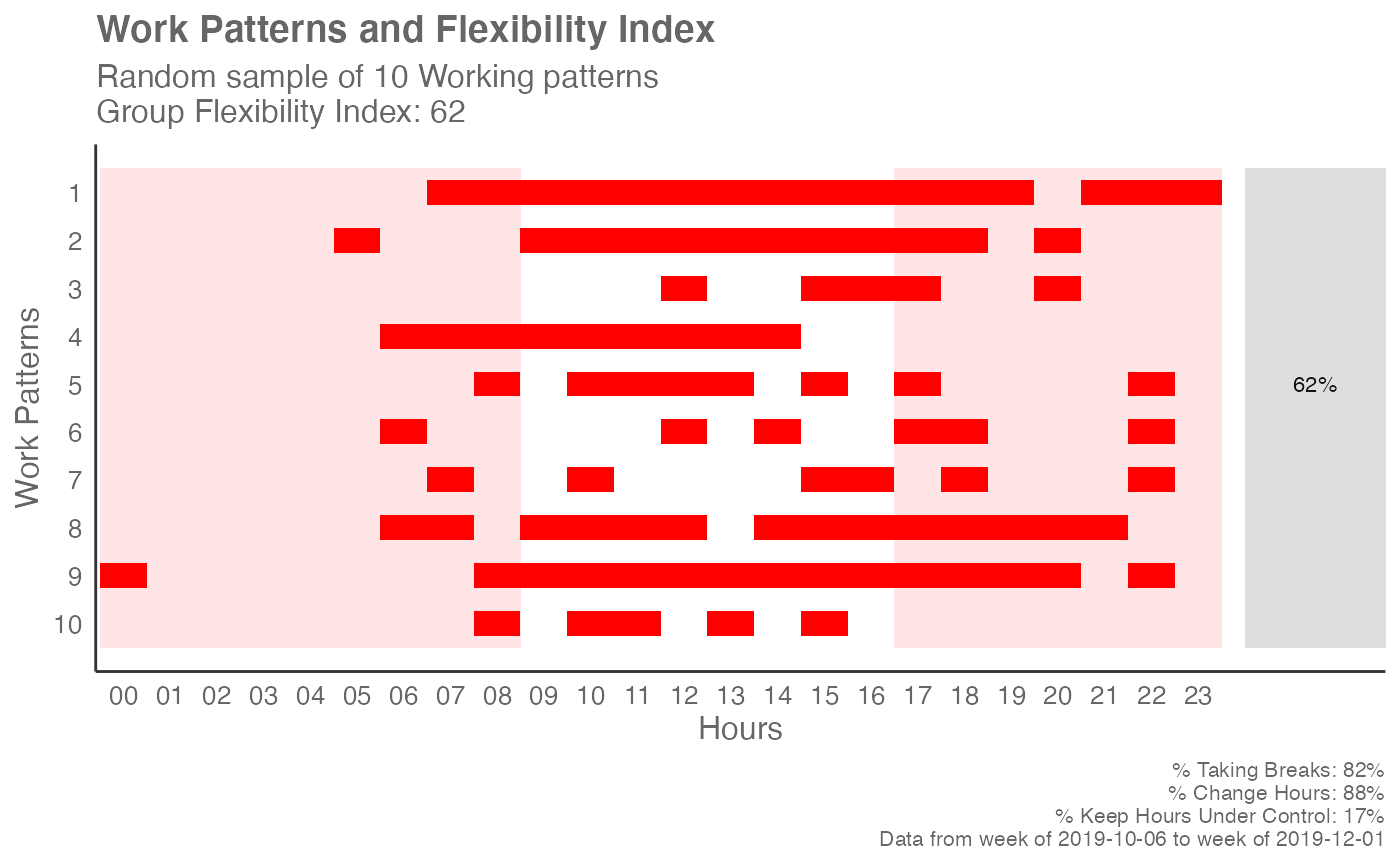 Work Patterns and Flexibility Index
Random sample of 10 Working patterns
Group Flexibility Index: 62
Work Patterns
1
2
3
4
5
6
7
8
9
10
62%
00 01 02 03 04 05 06 07 08 09 10 11 12 13 14 15 16 17 18 19 20 21 22 23
Hours
% Taking Breaks: 82%
% Change Hours: 88%
% Keep Hours Under Control: 17%
Data from week of 2019-10-06 to week of 2019-12-01